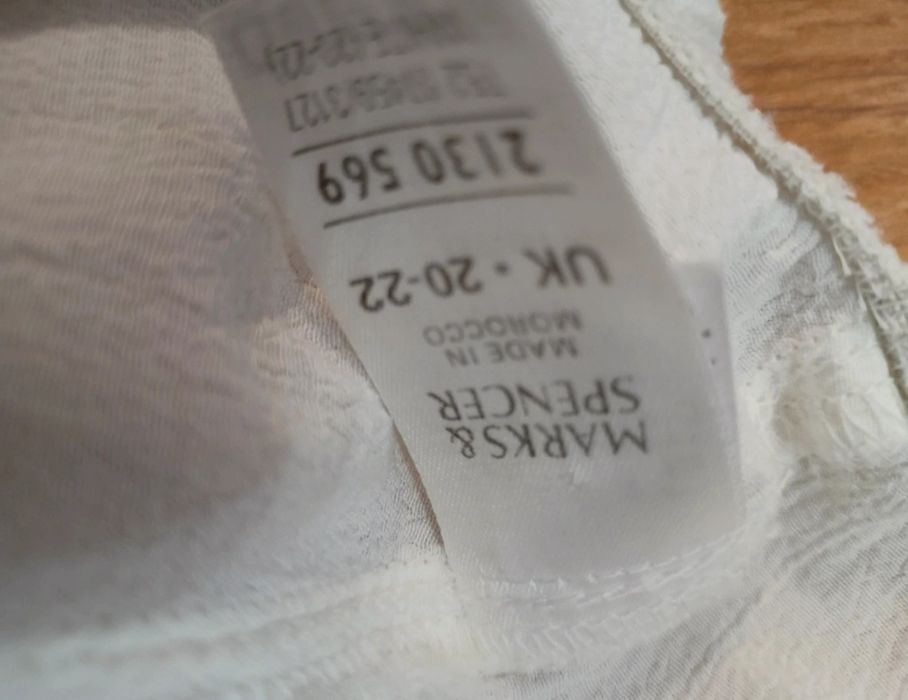 MARKS &
SPENCER
MADE IN
MOROCCO
UK • 20-22
2130 569